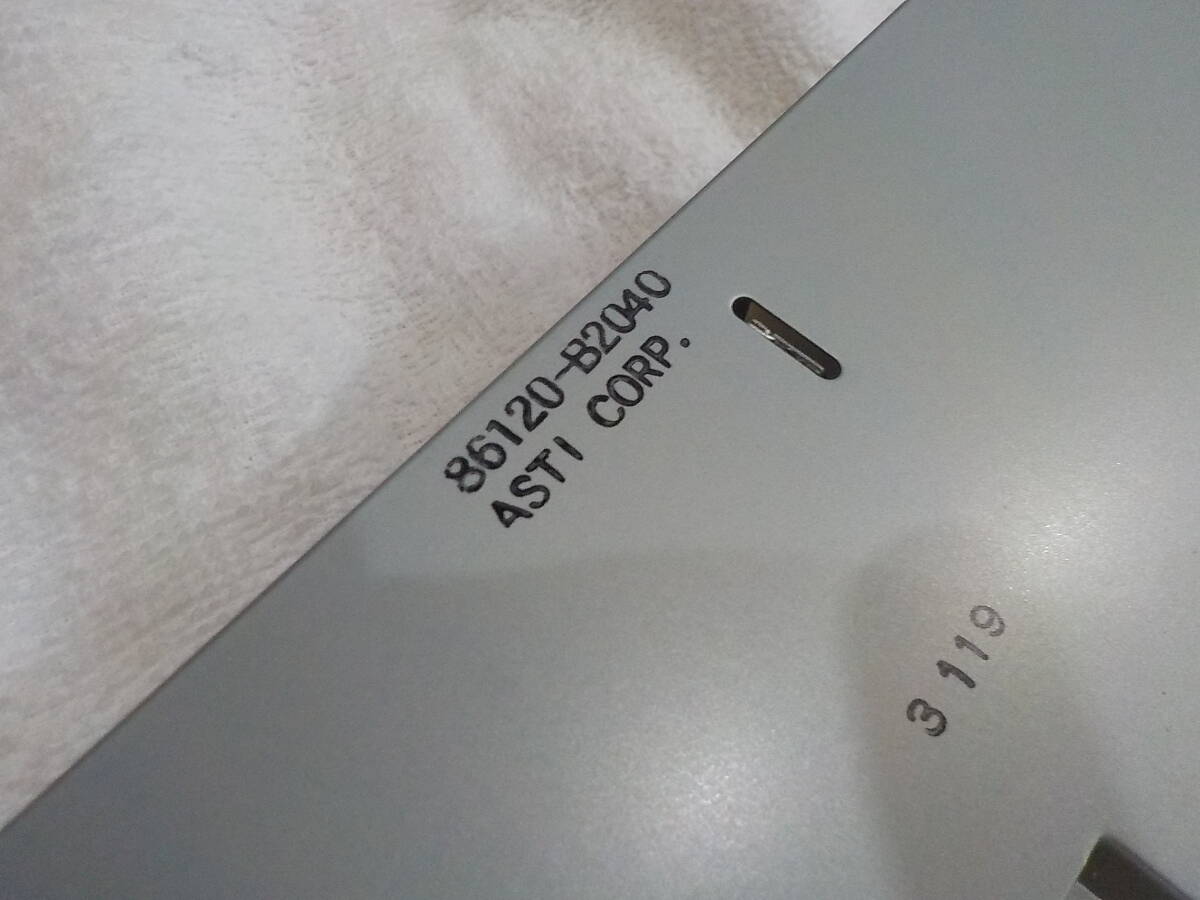 86120-B2040
ASTI CORP.
3 119